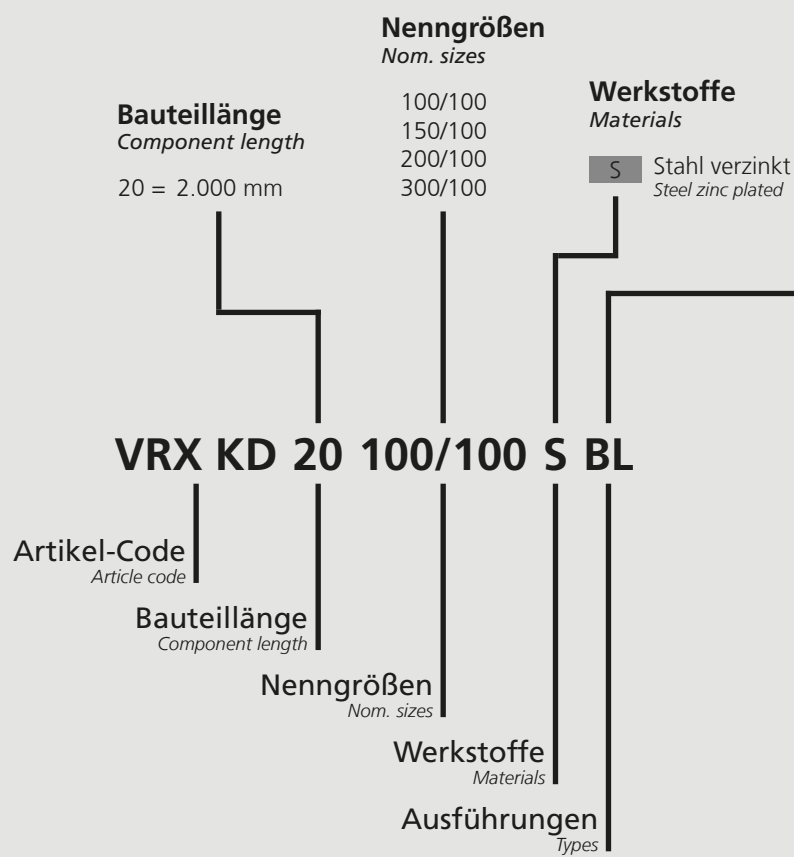 Nenngrößen
Nom. sizes
100/100
150/100
200/100
300/100
Bauteillänge
Component length
20 = 2.000 mm
Werkstoffe
Materials
S Stahl verzinkt
Steel zinc plated
VRX KD 20 100/100 S BL
Artikel-Code
Article code
Bauteillänge
Component length
Nenngrößen
Nom. sizes
Werkstoffe
Materials
Ausführungen
Types